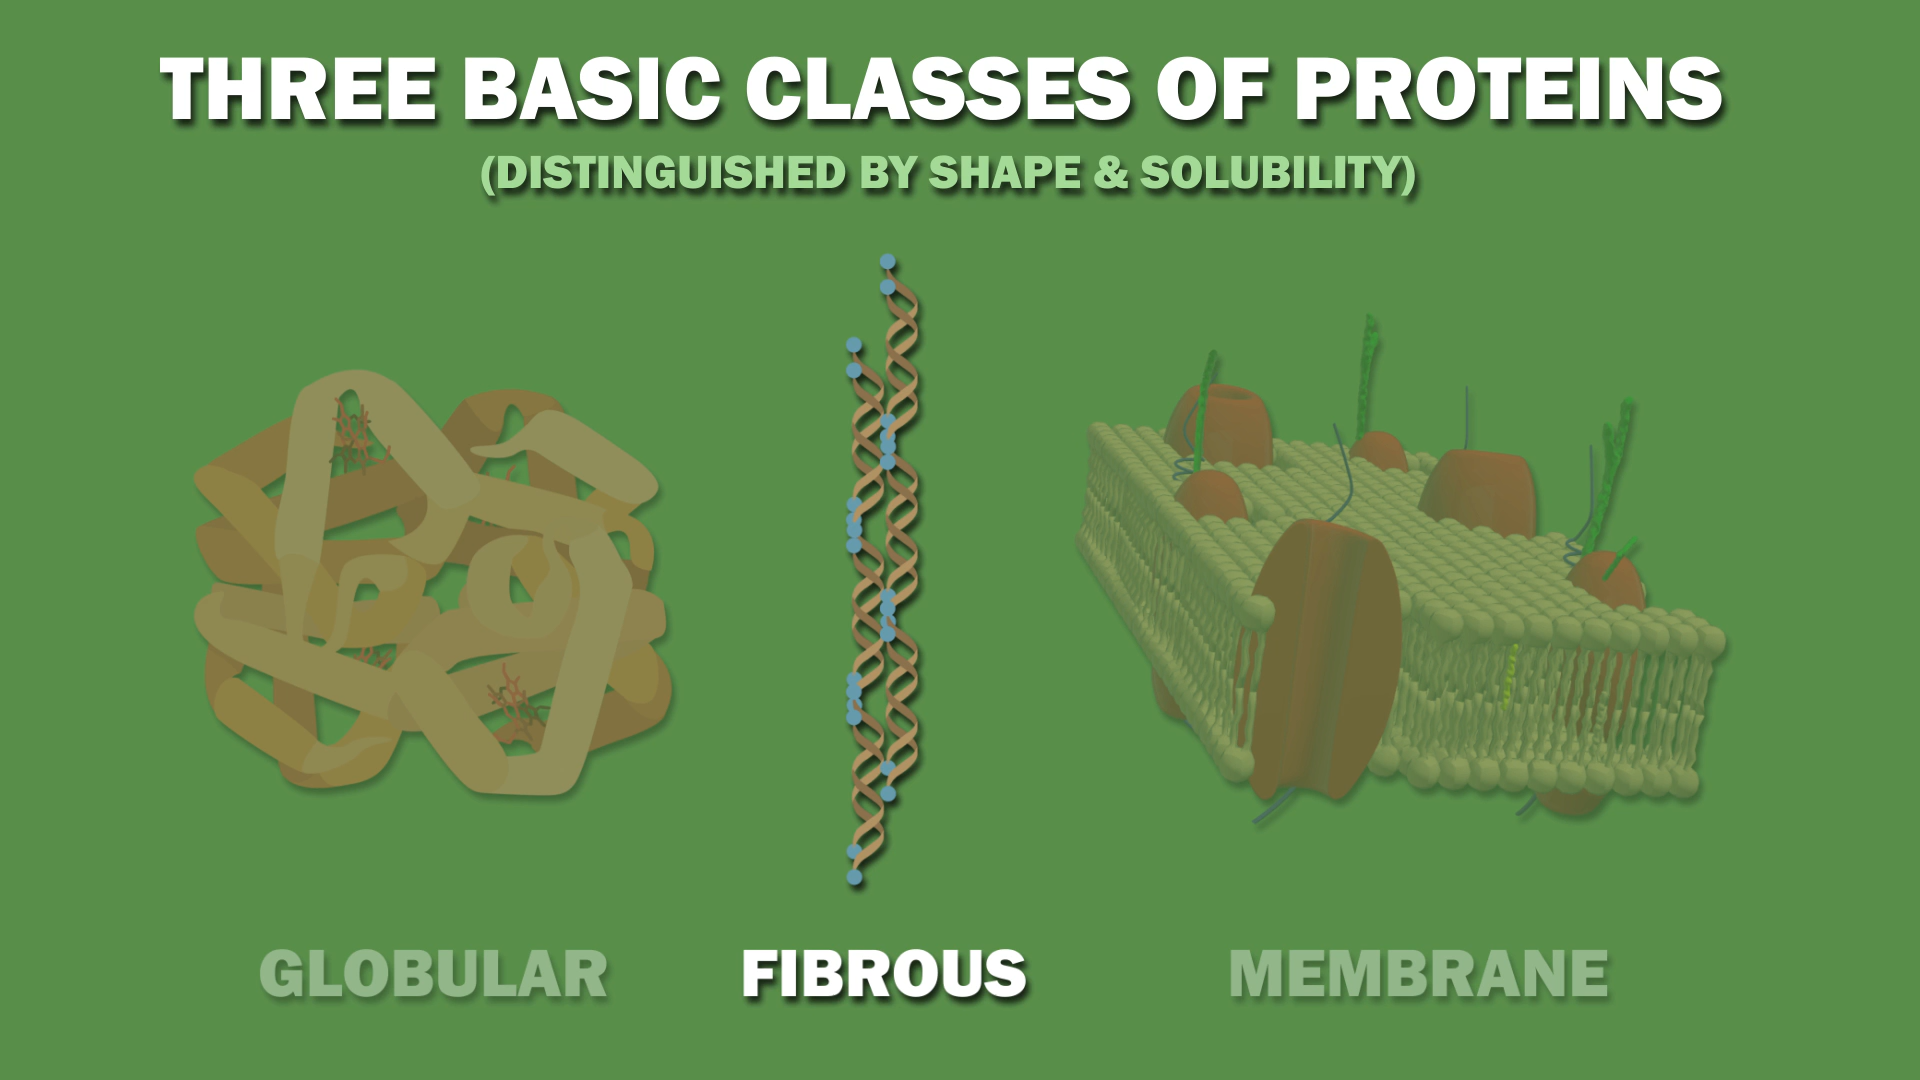 THREE BASIC CLASSES OF PROTEINS
(DISTINGUISHED BY SHAPE & SOLUBILITY)
GLOBULAR
FIBROUS
MEMBRANE